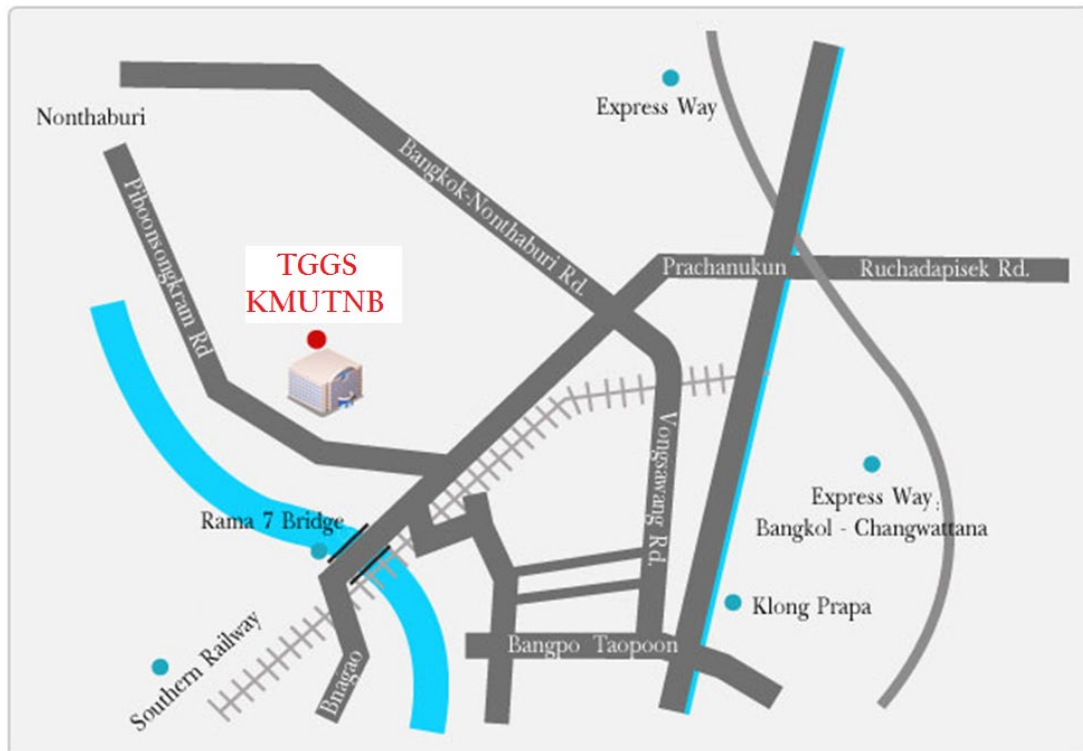 Nonthaburi
Express Way
Bangkok-Nonthaburi Rd.
Piboonsongkram Rd
TGGS
KMUTNB
Prachanukun
Ruchadapisek Rd.
Vongsawang Rd.
Rama 7 Bridge
Express Way;
Bangkol - Changwattana
Klong Prapa
Bangpo Taopoon
Southern Railway
Bnagao